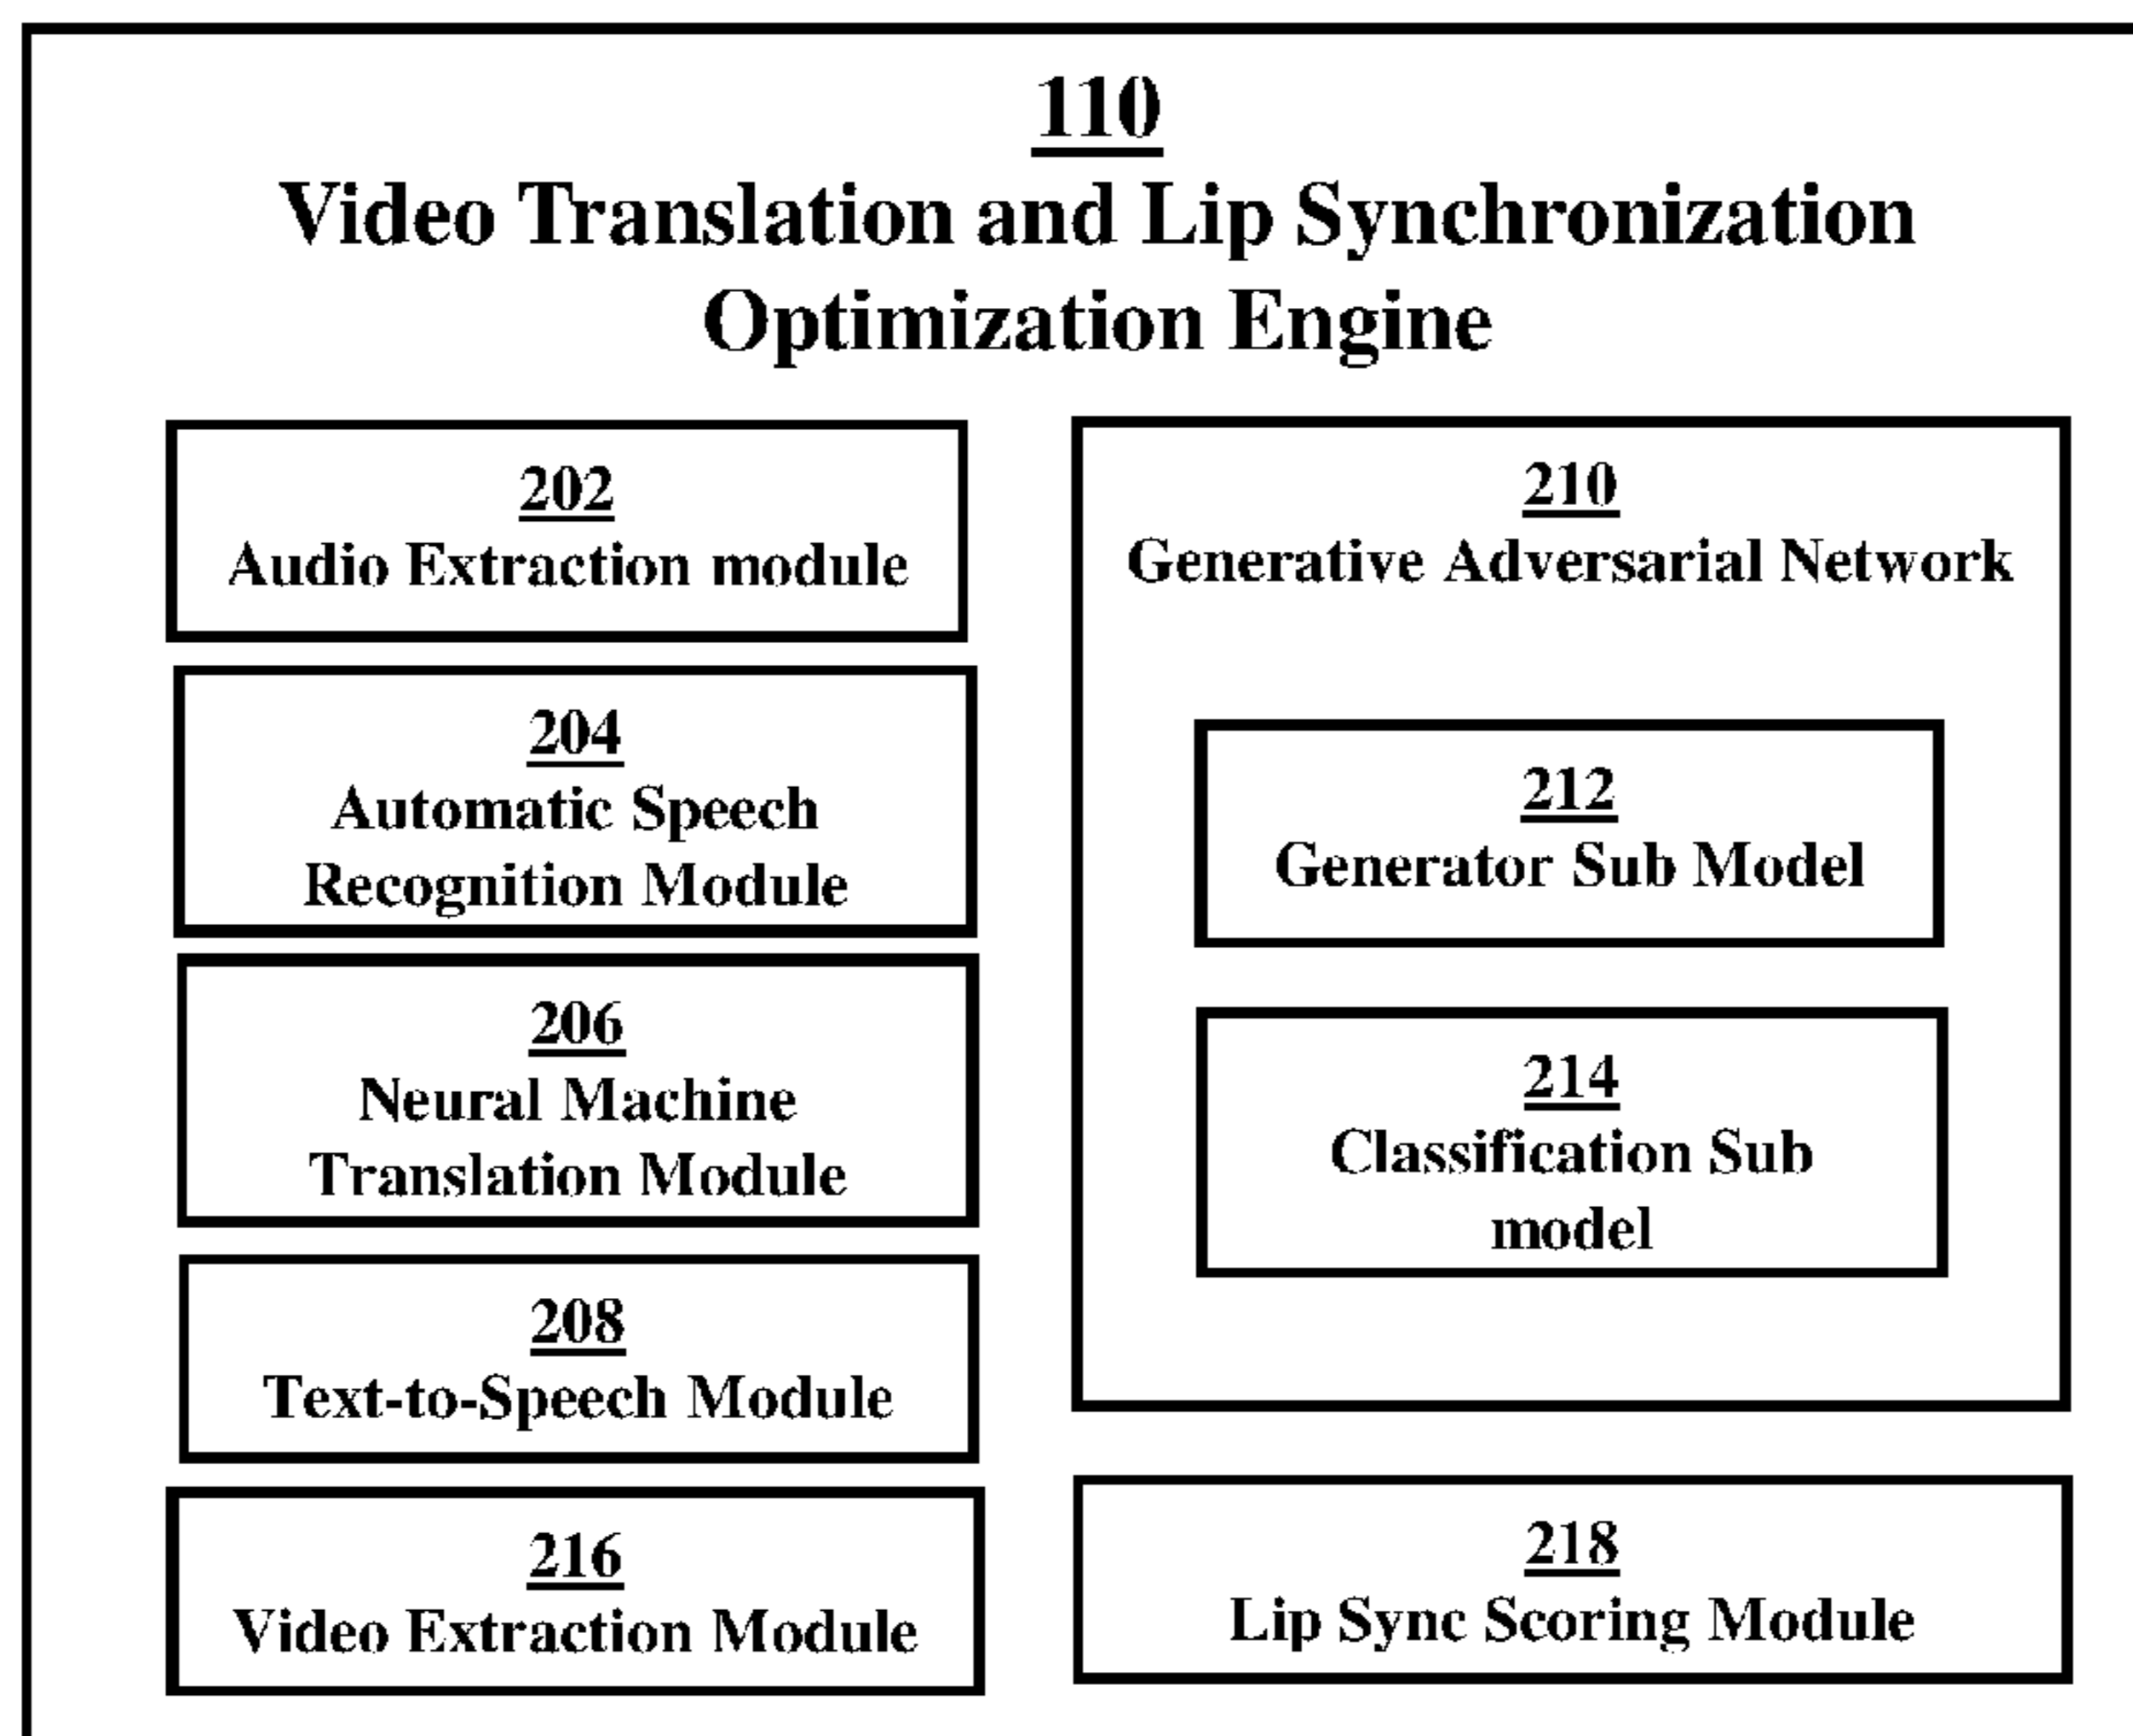 110
Video Translation and Lip Synchronization
Optimization Engine
202
Audio Extraction module
204
Automatic Speech
Recognition Module
206
Neural Machine
Translation Module
208
Text-to-Speech Module
216
Video Extraction Module
210
Generative Adversarial Network
212
Generator Sub Model
214
Classification Sub
model
218
Lip Sync Scoring Module